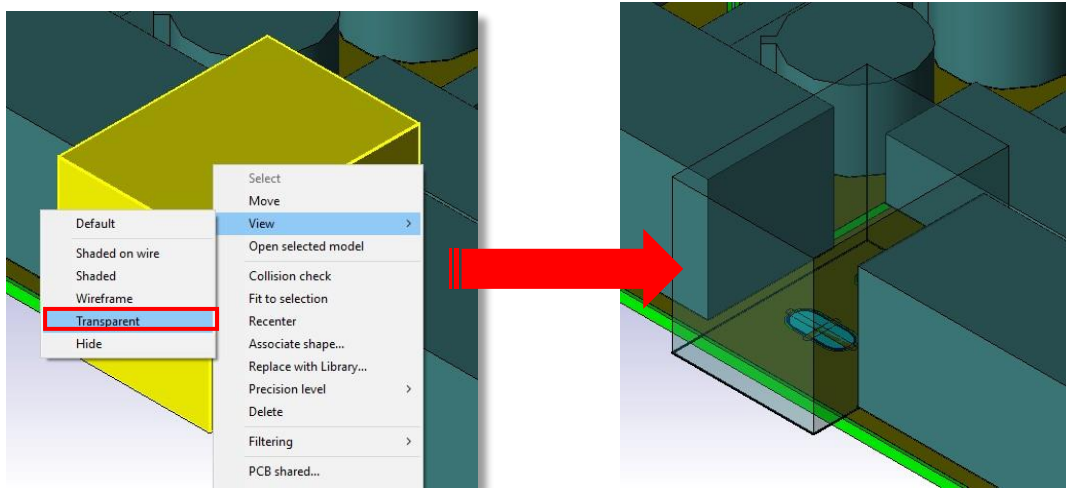 Select
Move
View
Open selected model
Collision check
Fit to selection
Recenter
Associate shape...
Replace with Library...
Precision level
Delete
Filtering
PCB shared...
Default
Shaded on wire
Shaded
Wireframe
Transparent
Hide